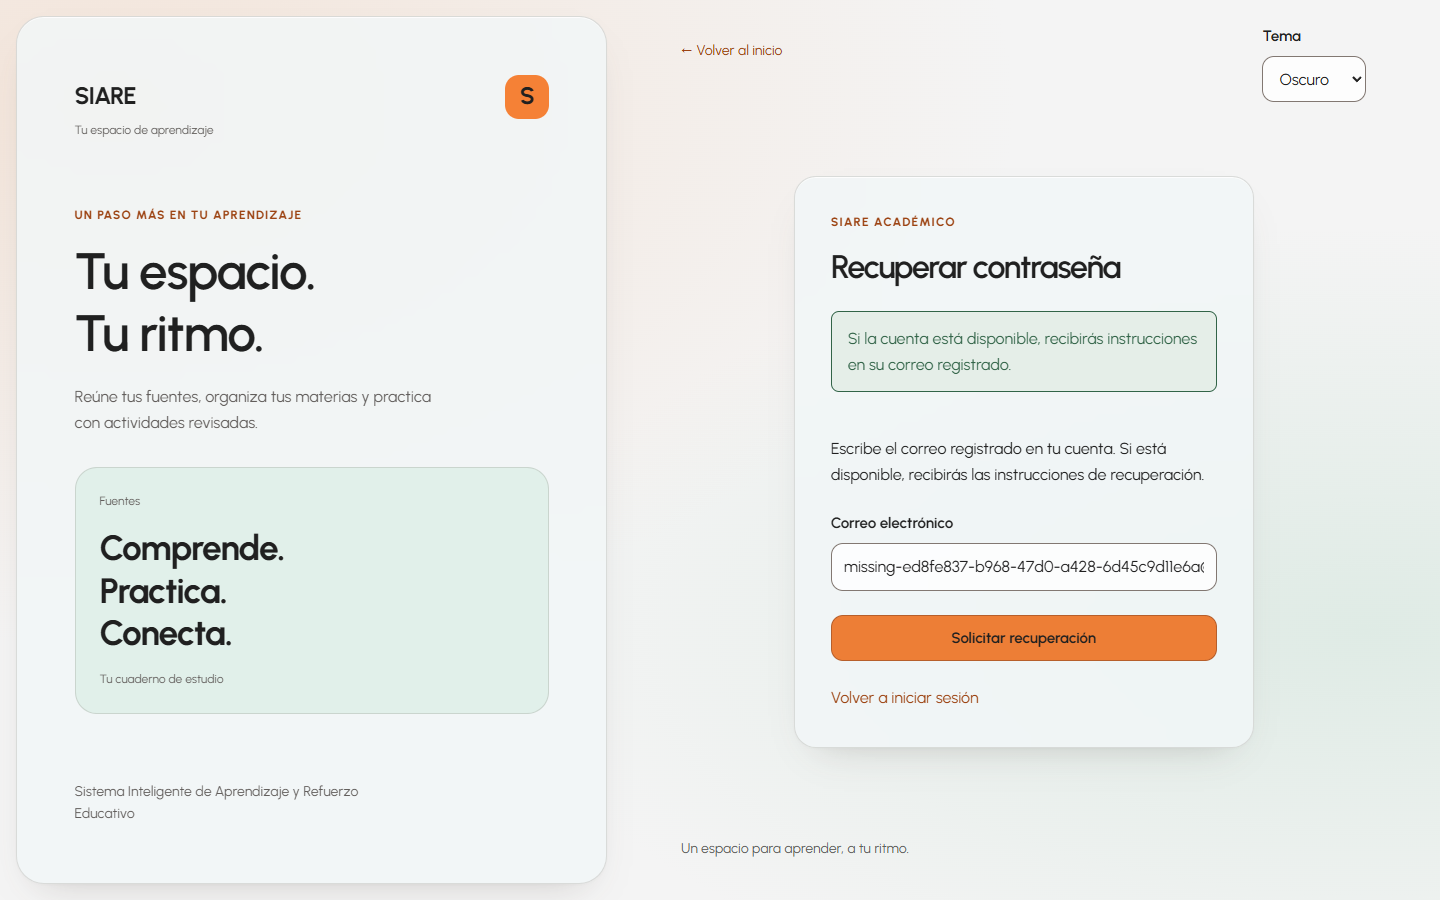 SIARE
S
Tu espacio de aprendizaje
UN PASO MÁS EN TU APRENDIZAJE
Tu espacio.
Tu ritmo.
Reúne tus fuentes, organiza tus materias y practica
con actividades revisadas.
Fuentes
Comprende.
Practica.
Conecta.
Tu cuaderno de estudio
Sistema Inteligente de Aprendizaje y Refuerzo
Educativo
← Volver al inicio
Tema
Oscuro
SIARE ACADÉMICO
Recuperar contraseña
Si la cuenta está disponible, recibirás instrucciones
en su correo registrado.
Escribe el correo registrado en tu cuenta. Si está
disponible, recibirás las instrucciones de recuperación.
Correo electrónico
missing-ed8fe837-b968-47d0-a428-6d45c9d11e6a
Solicitar recuperación
Volver a iniciar sesión
Un espacio para aprender, a tu ritmo.